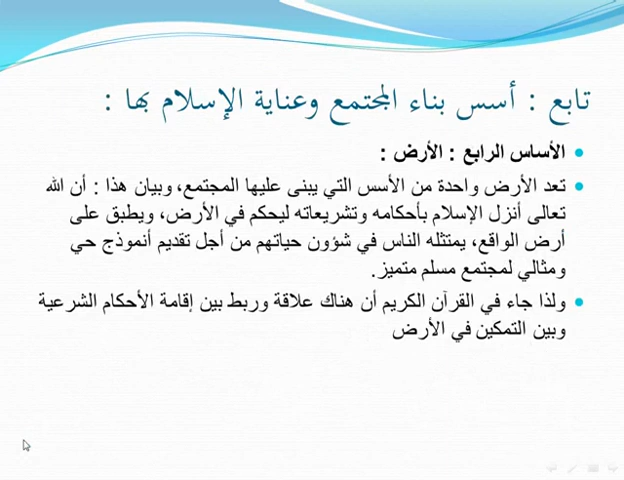 تابع : أسس بناء المجتمع وعناية الإسلام بها :
الأساس الرابع : الأرض :
تعد الأرض واحدة من الأسس التي يبنى عليها المجتمع، وبيان هذا : أن الله
تعالى أنزل الإسلام بأحكامه وتشريعاته ليحكم في الأرض، ويطبق على
أرض الواقع، يمتثله الناس في شؤون حياتهم من أجل تقديم أنموذج حي
ومثالي لمجتمع مسلم متميز.
ولذا جاء في القرآن الكريم أن هناك علاقة وربط بين إقامة الأحكام الشرعية
وبين التمكين في الأرض